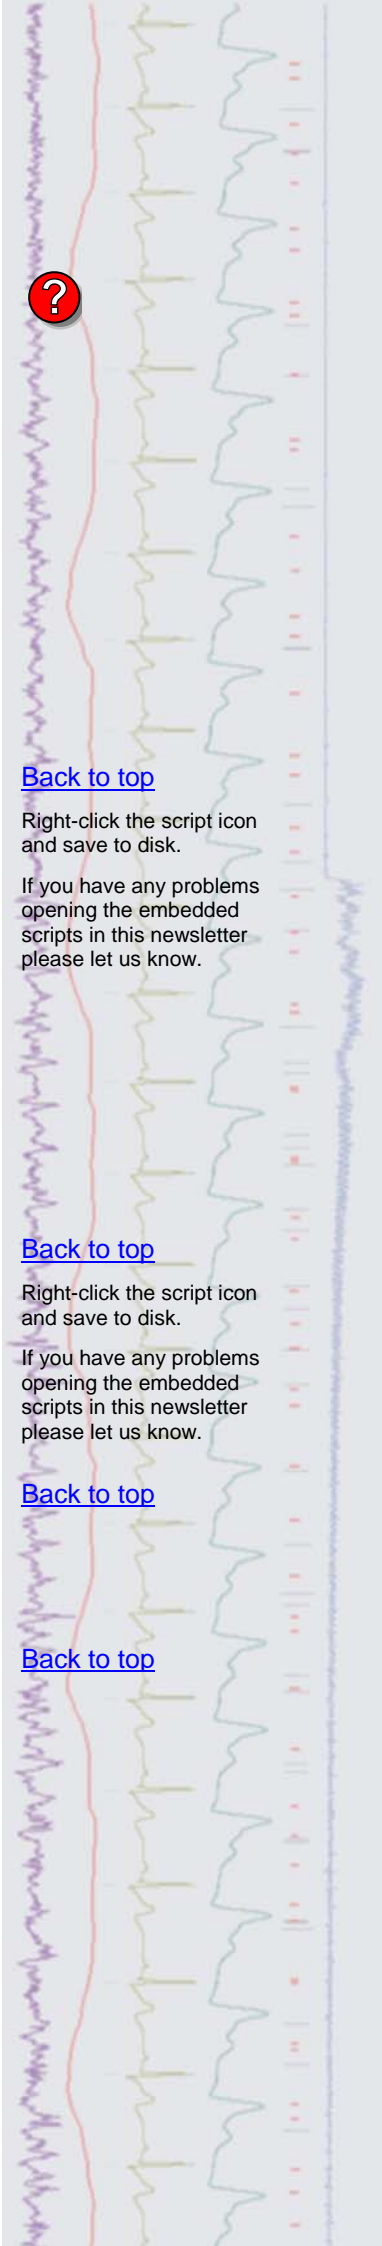 ?
Back to top
Right-click the script icon
and save to disk.
If you have any problems
opening the embedded
scripts in this newsletter
please let us know.
Back to top
Right-click the script icon
and save to disk.
If you have any problems
opening the embedded
scripts in this newsletter
please let us know.
Back to top
Back to top